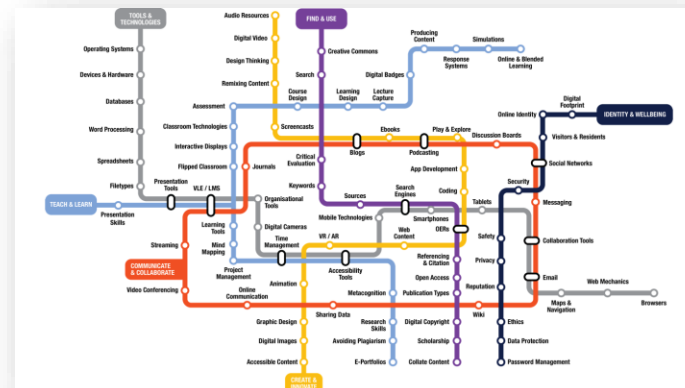 TOOLS &
TECHNOLOGIES
Audio Resources
FIND & USE
Producing
Content
Simulations
Operating Systems
Digital Video
Creative Commons
Response
Systems
Online & Blended
Learning
Design Thinking
Devices & Hardware
Search
Digital Badges
Remixing Content
Databases
Assessment
Course
Design
Learning
Design
Lecture
Capture
Online Identity
Digital
Footprint
IDENTITY & WELLBEING
Word Processing
Classroom Technologies
Screencasts
Ebooks
Play & Explore
Discussion Boards
Visitors & Residents
Interactive Displays
Blogs
Podcasting
Spreadsheets
Flipped Classroom
Journals
Critical
Evaluation
App Development
Social Networks
Filetypes
Presentation
Tools
VLE / LMS
Keywords
Coding
Security
TEACH & LEARN
Presentation
Skills
Organisational
Tools
Sources
Search
Engines
Tablets
Messaging
Learning
Tools
Digital Cameras
Mobile Technologies
Smartphones
OERs
Streaming
Mind
Mapping
Time
Management
VR / AR
Web
Content
Safety
Collaboration Tools
COMMUNICATE
& COLLABORATE
Project
Management
Accessibility
Tools
Referencing
& Citation
Privacy
Video Conferencing
Online
Communication
Animation
Metacognition
Open Access
Publication Types
Reputation
Email
Web Mechanics
Sharing Data
Wiki
Maps &
Navigation
Browsers
Graphic Design
Research
Skills
Digital Copyright
Ethics
Digital Images
Avoiding Plagiarism
Scholarship
Data Protection
Accessible Content
E-Portfolios
Collate Content
Password Management
CREATE &
INNOVATE